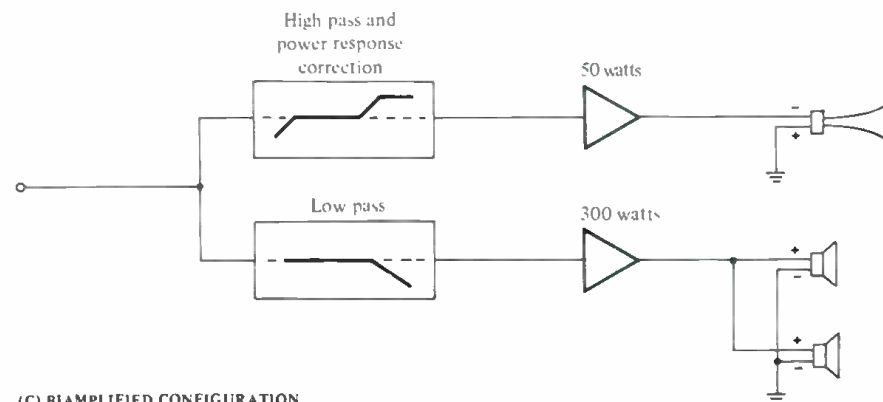 High pass and
power response
correction
50 watts
-
+
Low pass
300 watts
+
-
+
-
(C) BIAMPLIFIED CONFIGURATION